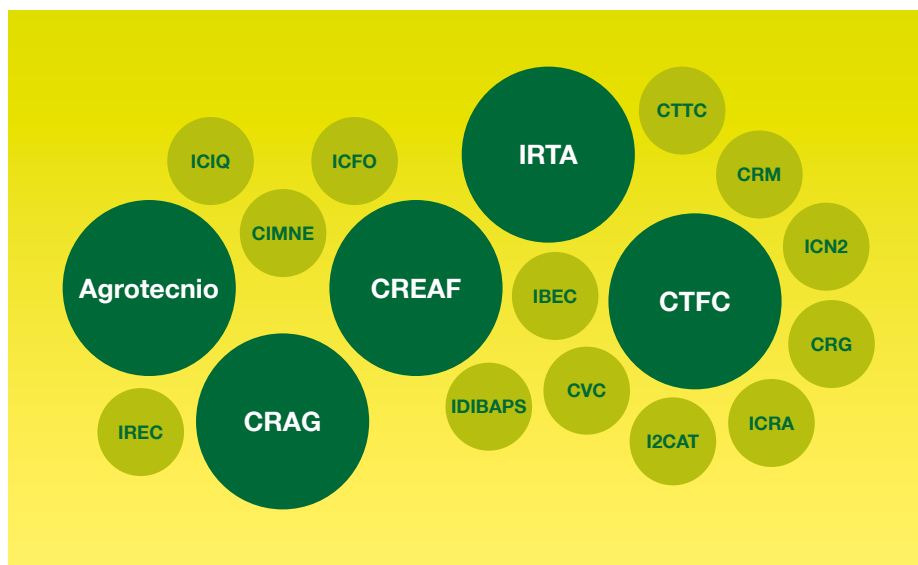 CTTC
IRTA
ICIQ
ICFO
CRM
CIMNE
ICN2
Agrotecnio
CREAF
IBEC
CTFC
CRG
CVC
IDIBAPS
CRAG
ICRA
IREC
I2CAT